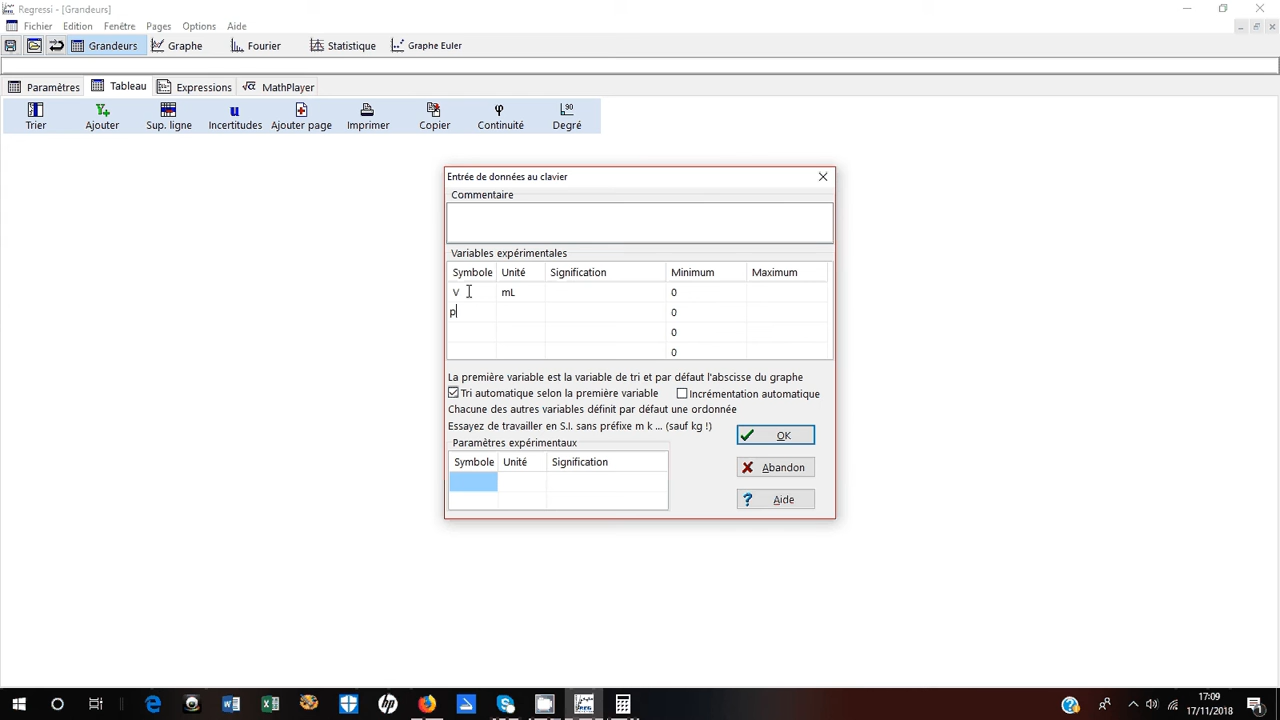 Regressi - [Grandeurs]
Fichier Edition Fenêtre Pages Options Aide
Grandeurs Graphe Fourier Statistique Graphe Euler
Paramètres Tableau Expressions MathPlayer
Trier Ajouter Sup. ligne Incertitudes Ajouter page Imprimer Copier Continuité Degré
Entrée de données au clavier
Commentaire
Variables expérimentales
Symbole Unité Signification Minimum Maximum
V mL 0
p 0
0
0
La première variable est la variable de tri et par défaut l'abscisse du graphe
Tri automatique selon la première variable Incrémentation automatique
Chacune des autres variables définit par défaut une ordonnée
Essayez de travailler en S.I. sans préfixe m k ... (sauf kg !)
OK
Paramètres expérimentaux
Symbole Unité Signification
Abandon
Aide
17:09
17/11/2018